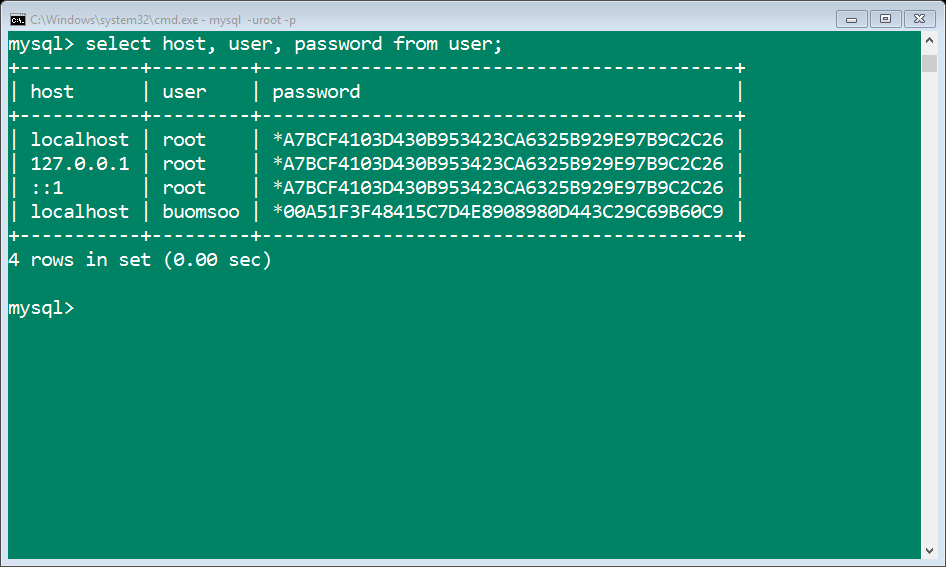 C:\Windows\system32\cmd.exe - mysql  -uroot -p
mysql> select host, user, password from user;
+-----------+---------+-------------------------------------------+
| host      | user    | password                                  |
+-----------+---------+-------------------------------------------+
| localhost | root    | *A7BCF4103D430B953423CA6325B929E97B9C2C26 |
| 127.0.0.1 | root    | *A7BCF4103D430B953423CA6325B929E97B9C2C26 |
| ::1       | root    | *A7BCF4103D430B953423CA6325B929E97B9C2C26 |
| localhost | buomsoo | *00A51F3F48415C7D4E8908980D443C29C69B60C9 |
+-----------+---------+-------------------------------------------+
4 rows in set (0.00 sec)
mysql>